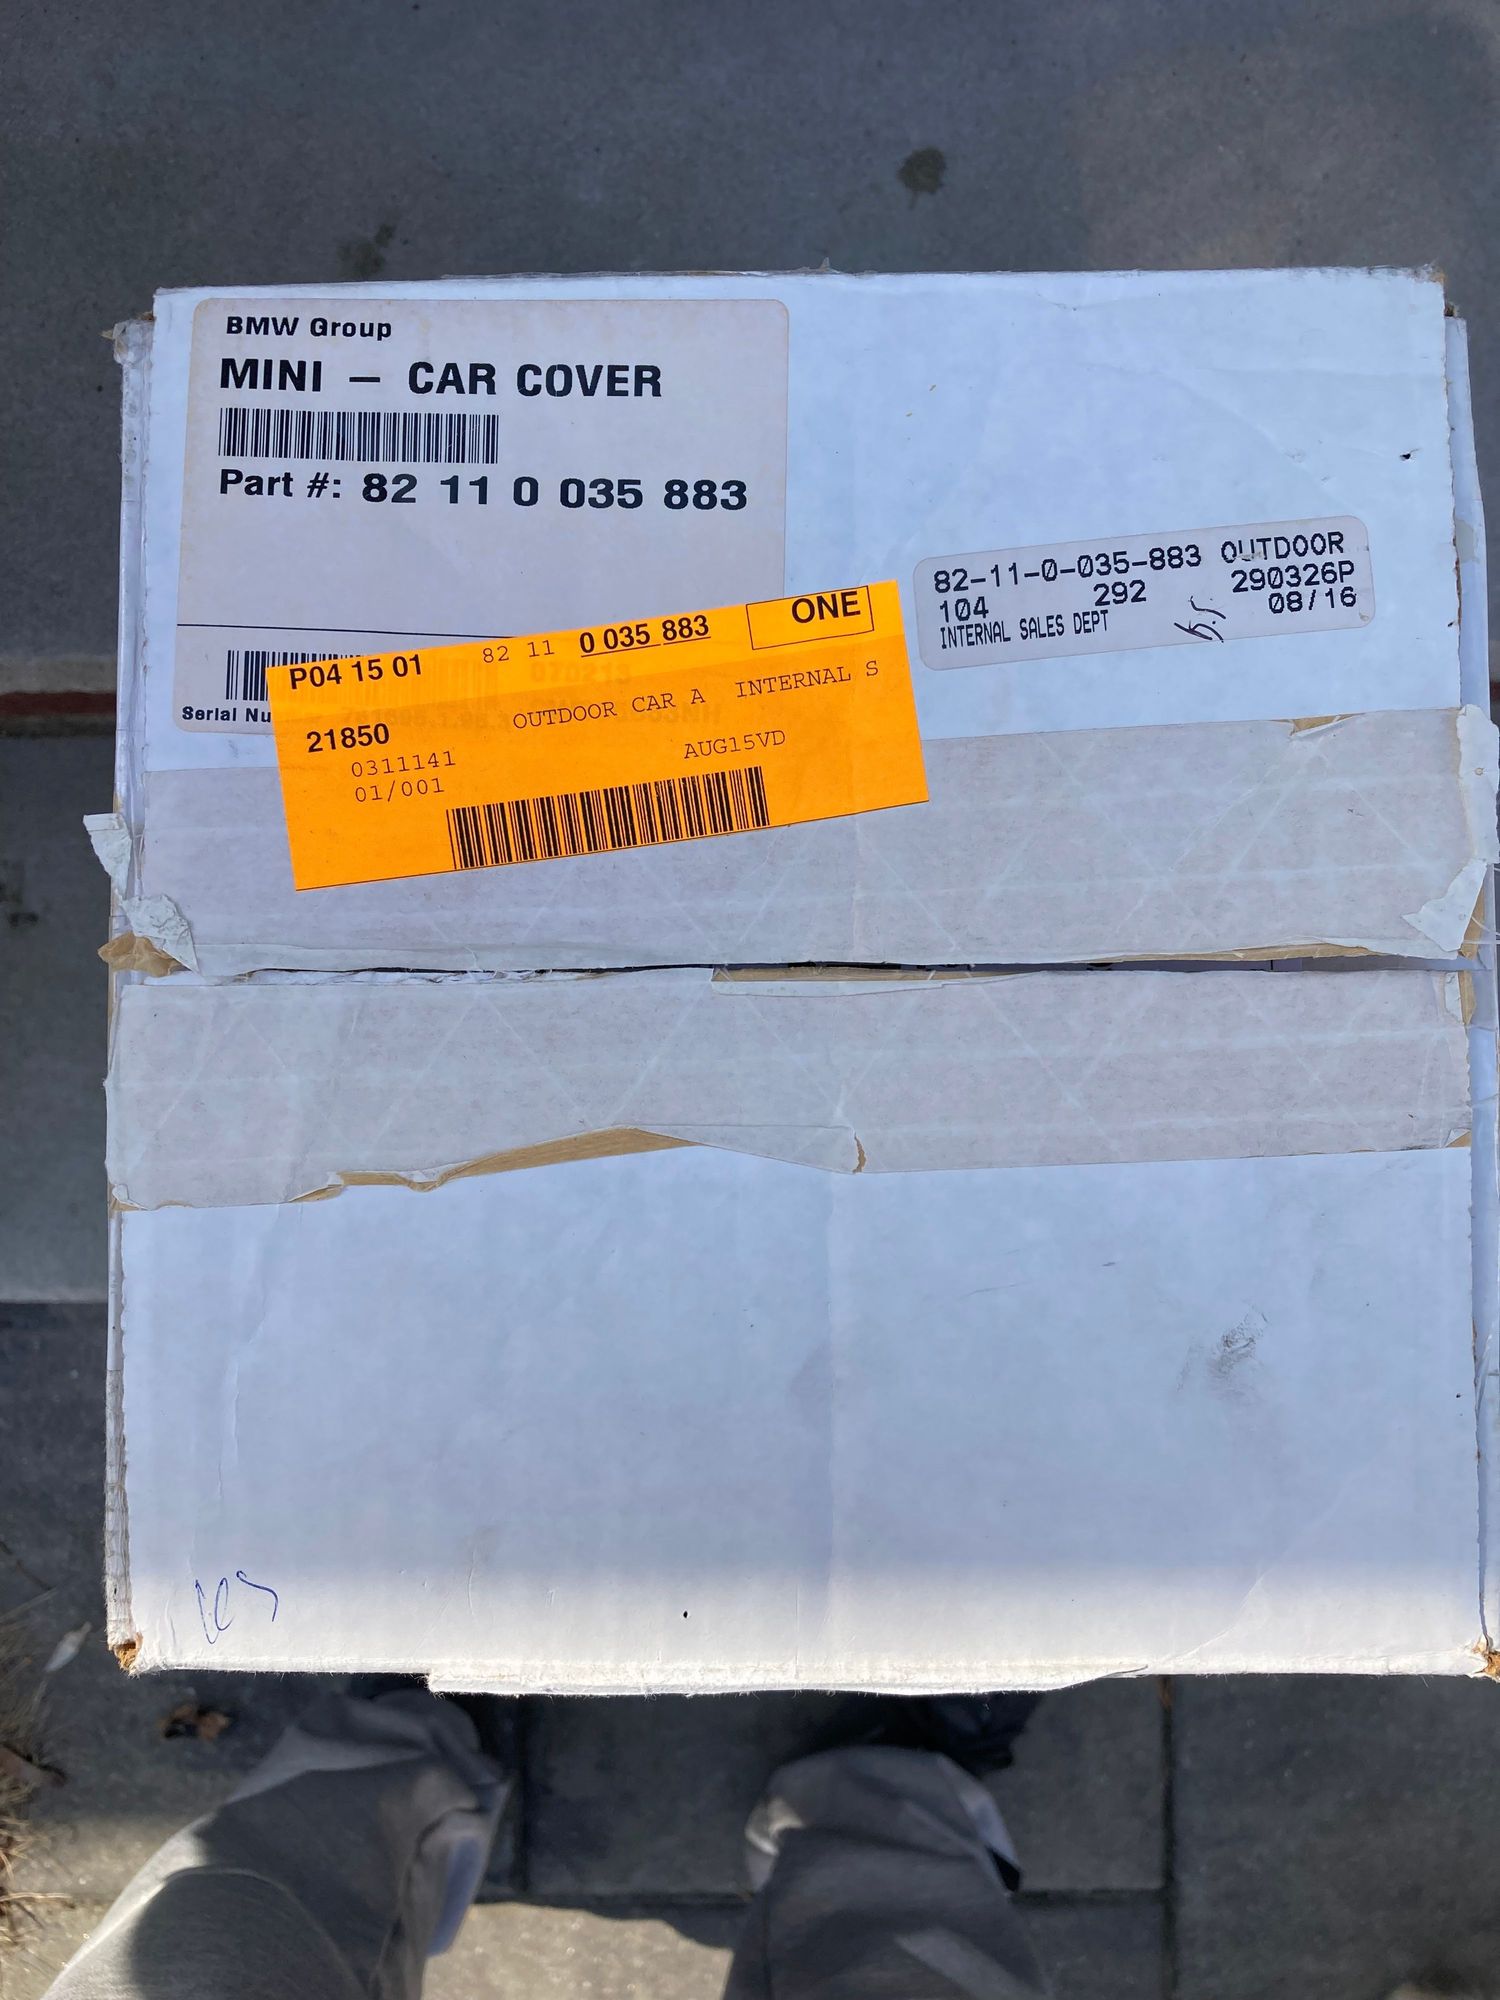 BMW Group
MINI – CAR COVER
Part #: 82 11 0 035 883
82-11-0-035-883 OUTDOOR
104 292 290326P
INTERNAL SALES DEPT 08/16
P04 15 01 82 11 0 035 883 ONE
21850 OUTDOOR CAR A INTERNAL S
0311141 AUG15VD
01/001
Serial